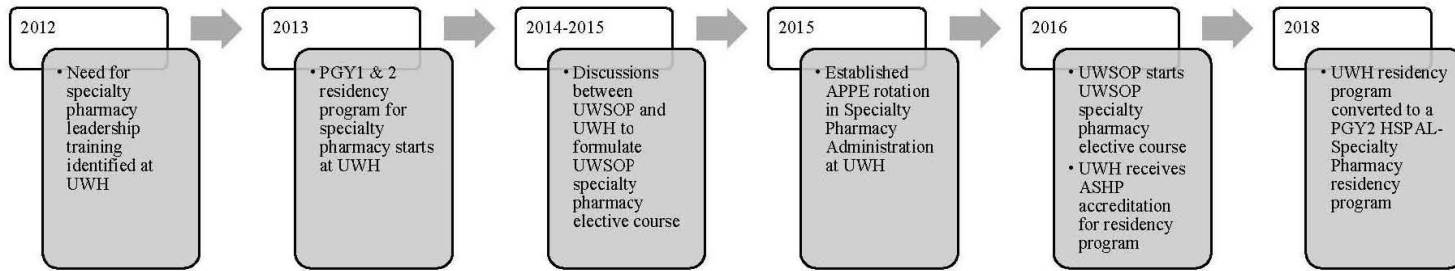 2012
• Need for
specialty
pharmacy
leadership
training
identified at
UWH
2013
• PGY1 & 2
residency
program for
specialty
pharmacy starts
at UWH
2014-2015
• Discussions
between
UWSOP and
UWH to
formulate
UWSOP
specialty
pharmacy
elective course
2015
• Established
APPE rotation
in Specialty
Pharmacy
Administration
at UWH
2016
• UWSOP starts
UWSOP
specialty
pharmacy
elective course
• UWH receives
ASHP
accreditation
for residency
program
2018
• UWH residency
program
converted to a
PGY2 HSPAL-
Specialty
Pharmacy
residency
program